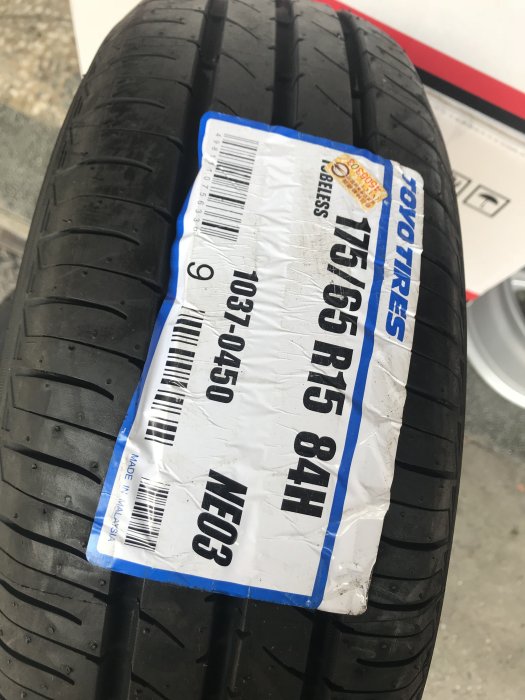 TOYO TIRES
TUBELESS
175/65 R15 84H
1037-0450
NE03
9
MADE IN MALAYSIA